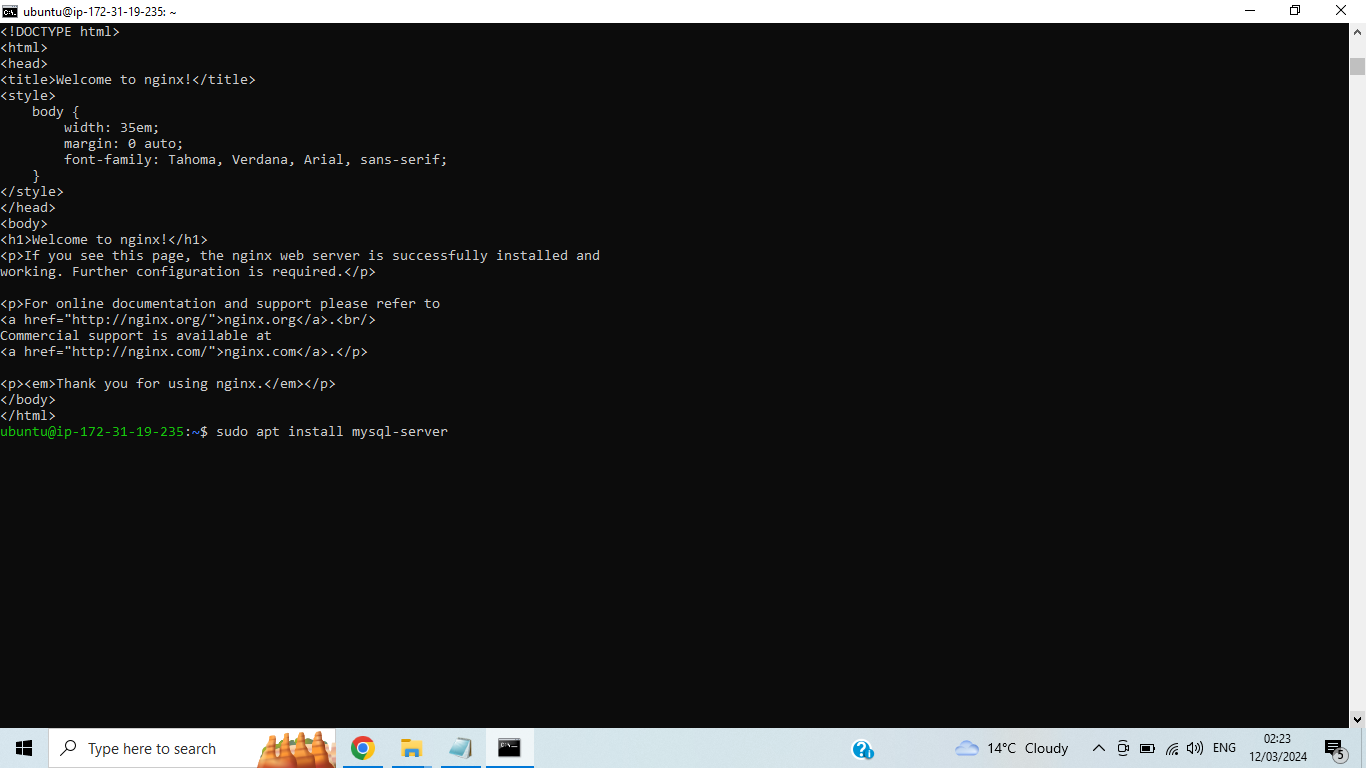 ubuntu@ip-172-31-19-235: ~
<!DOCTYPE html>
<html>
<head>
<title>Welcome to nginx!</title>
<style>
    body {
        width: 35em;
        margin: 0 auto;
        font-family: Tahoma, Verdana, Arial, sans-serif;
    }
</style>
</head>
<body>
<h1>Welcome to nginx!</h1>
<p>If you see this page, the nginx web server is successfully installed and
working. Further configuration is required.</p>

<p>For online documentation and support please refer to
<a href="http://nginx.org/">nginx.org</a>.<br/>
Commercial support is available at
<a href="http://nginx.com/">nginx.com</a>.</p>

<p><em>Thank you for using nginx.</em></p>
</body>
</html>
ubuntu@ip-172-31-19-235:~$ sudo apt install mysql-server
Type here to search
14°C Cloudy
ENG
02:23
12/03/2024
5